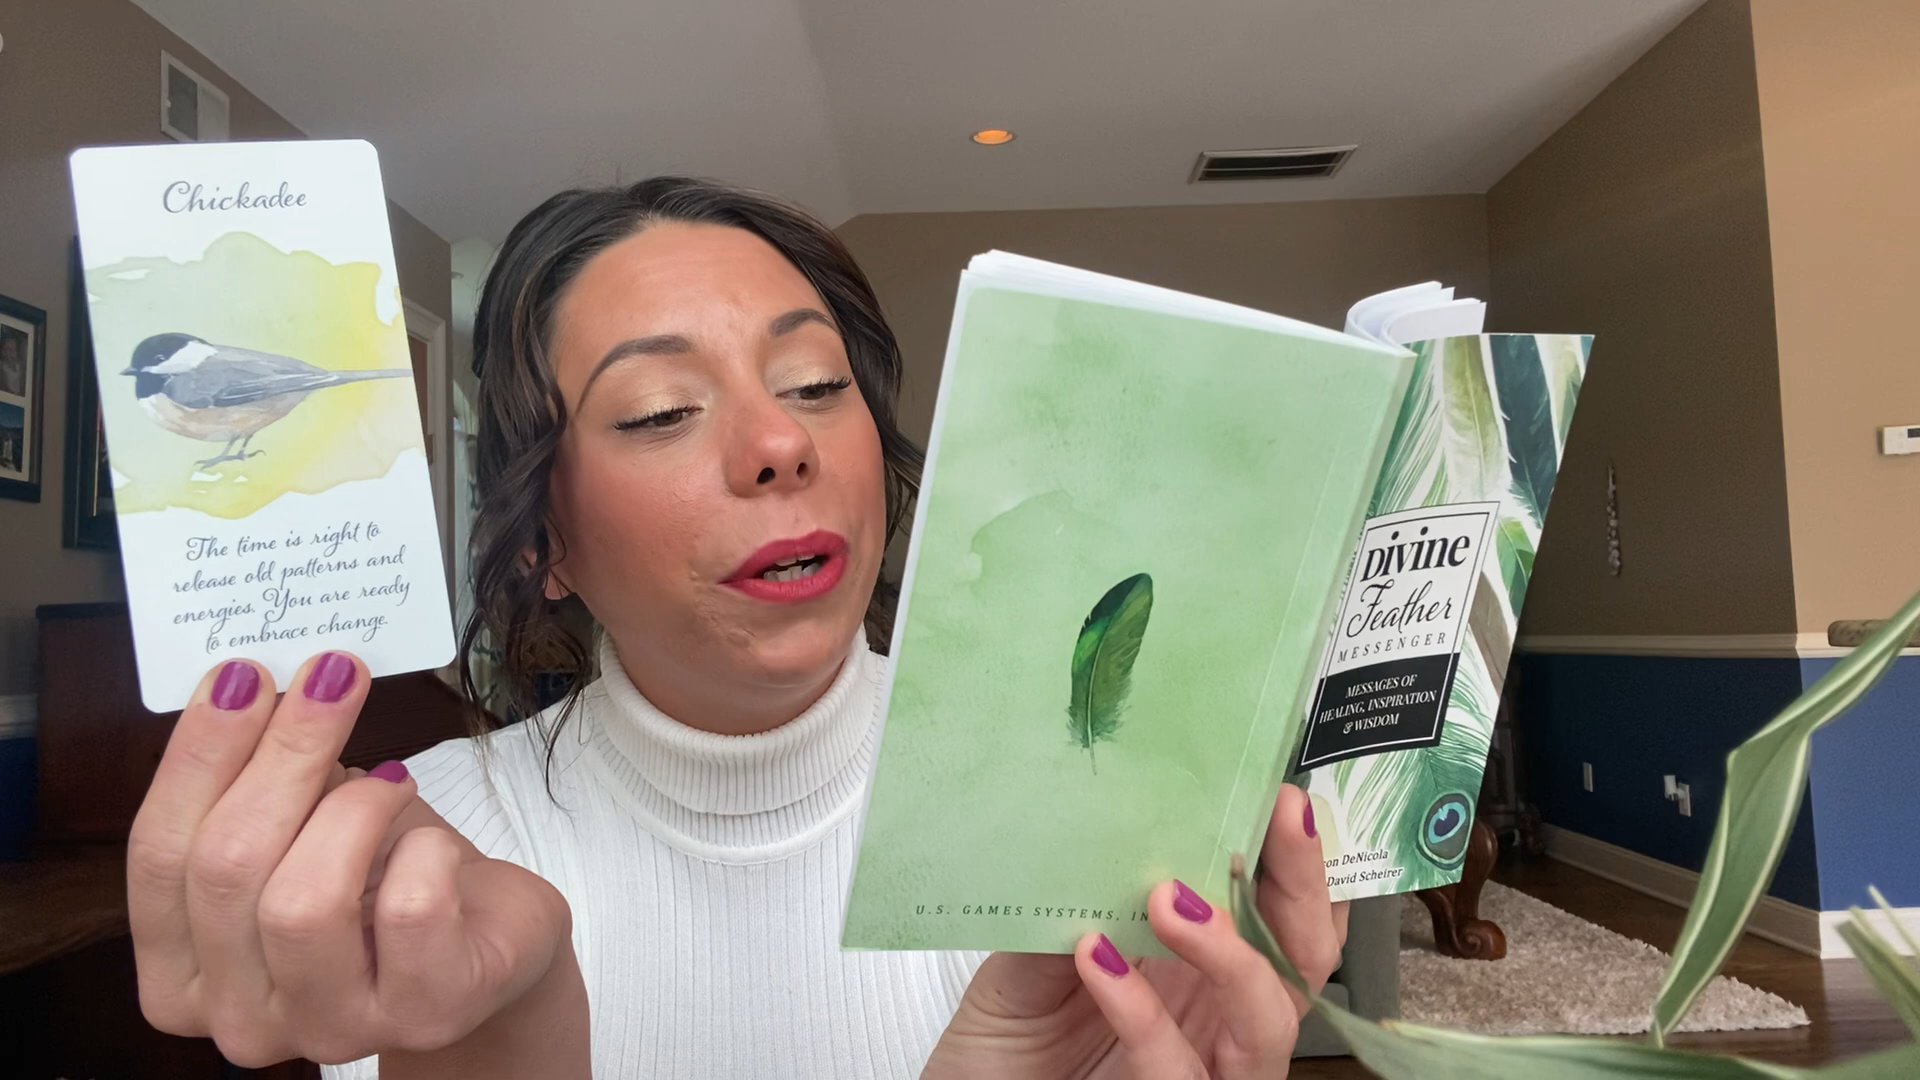 Chickadee
The time is right to
release old patterns and
energies. You are ready
to embrace change.
U.S. GAMES SYSTEMS, IN
Divine
Feather
MESSENGER
MESSAGES OF
HEALING, INSPIRATION
& WISDOM
DeNicola
David Scheirer